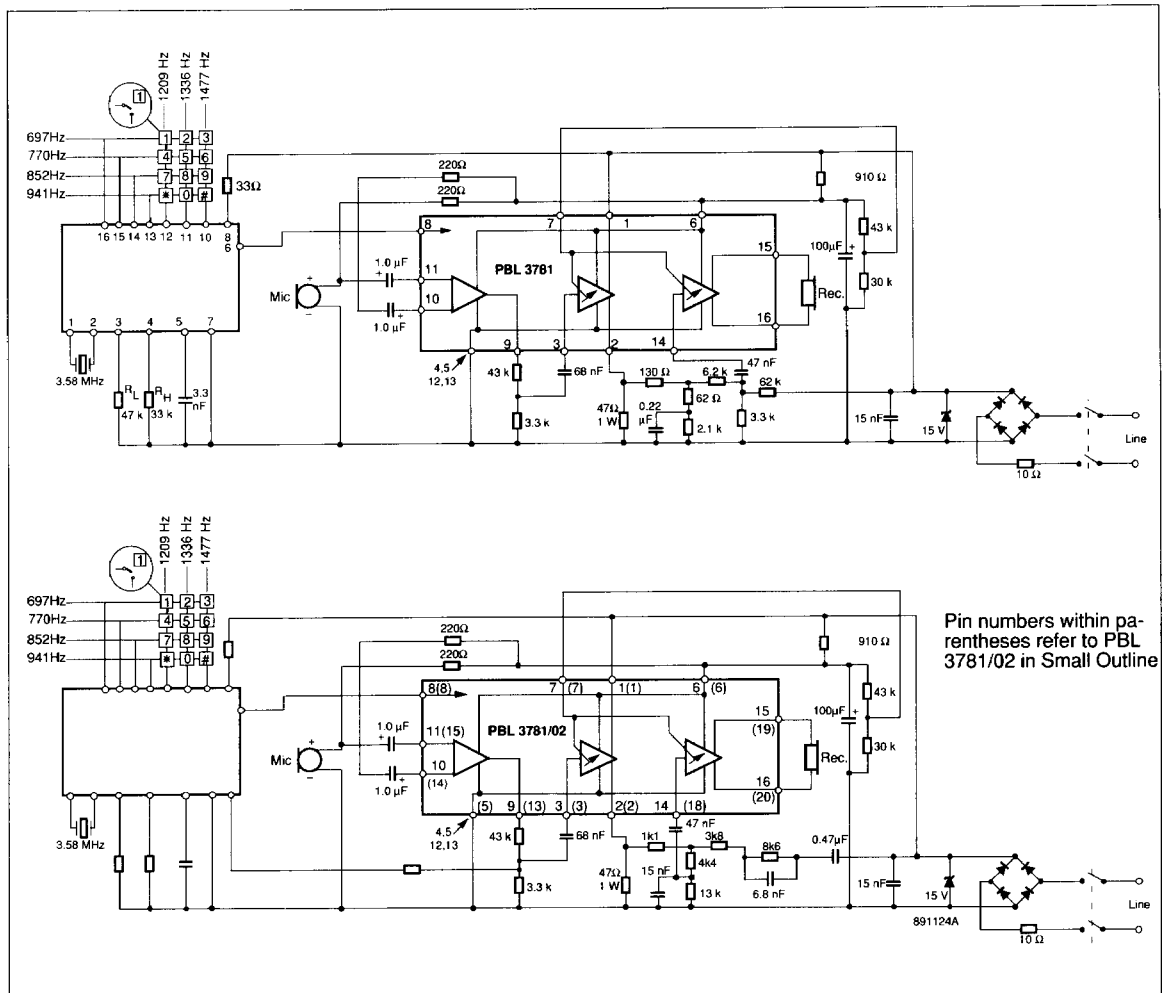 1209 Hz
1336 Hz
1477 Hz
1
697Hz
1 2 3
770Hz
4 5 6
852Hz
7 8 9
941Hz
* 0 #
33Ω
220Ω
220Ω
910 Ω
16 15 14 13 12 11 10 8
6
8
7 1 6
43 k
100µF +
30 k
1.0 µF
+
11
PBL 3781
15
Mic
+
-
10
+
1.0 µF
16
Rec.
1 2 3 4 5 7
9 3 2 14
3.58 MHz
4,5
12,13
43 k
68 nF
47 nF
130 Ω
6.2 k
62 k
RL
47 k
RH
33 k
3.3
nF
3.3 k
47Ω
1 W
0.22
µF
62 Ω
2.1 k
3.3 k
15 nF
15 V
Line
10 Ω
1209 Hz
1336 Hz
1477 Hz
1
697Hz
1 2 3
770Hz
4 5 6
852Hz
7 8 9
941Hz
* 0 #
220Ω
220Ω
910 Ω
Pin numbers within pa-
rentheses refer to PBL
3781/02 in Small Outline
8(8)
7 (7) 1(1) 6 (6)
43 k
100µF +
30 k
1.0 µF
+
11(15)
PBL 3781/02
15
(19)
Mic
+
-
10
(14)
+
1.0 µF
16
(20)
Rec.
(5) 9 (13) 3 (3) 2(2) 14 (18)
3.58 MHz
4,5
12,13
43 k
68 nF
47 nF
1k1
3k8
8k6
0.47µF
3.3 k
47Ω
1 W
15 nF
4k4
13 k
6.8 nF
15 nF
15 V
891124A
Line
10 Ω